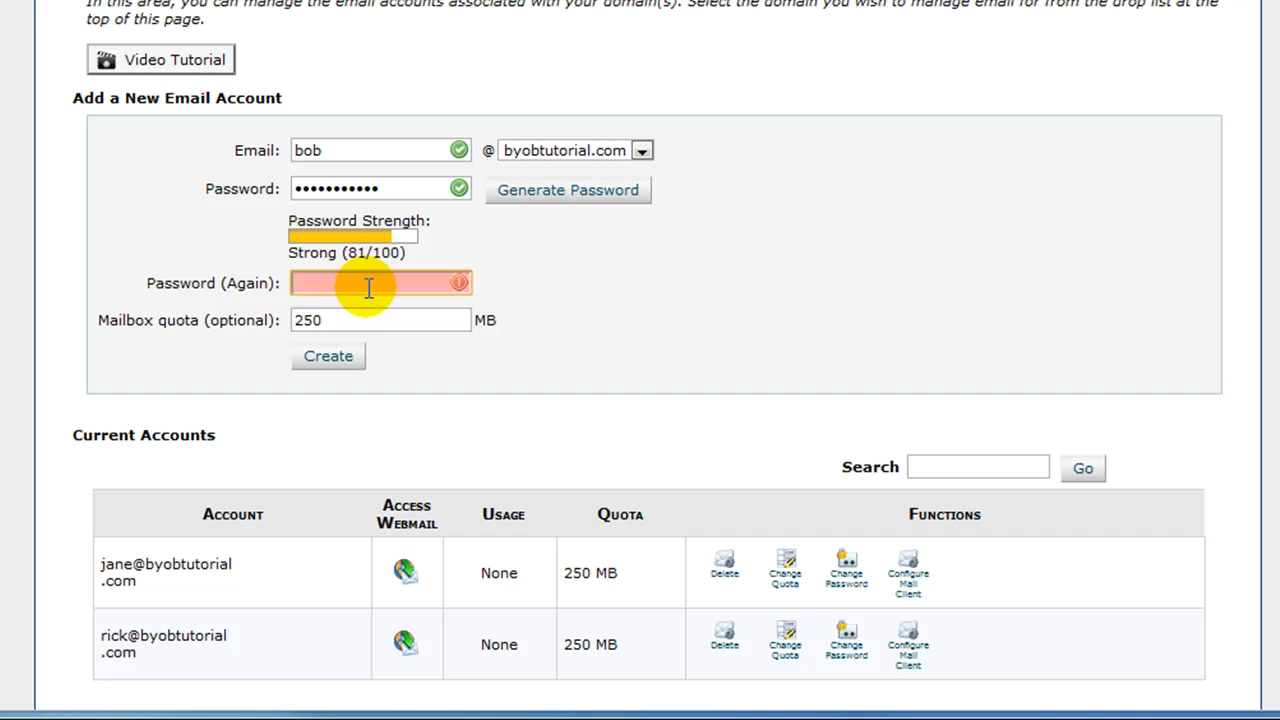 In this area, you can manage the email accounts associated with your domain(s). Select the domain you wish to manage email for from the drop list at the
top of this page.
Video Tutorial
Add a New Email Account
Email: bob @ byobtutorial.com
Password: ••••••••••• Generate Password
Password Strength:
Strong (81/100)
Password (Again):
Mailbox quota (optional): 250 MB
Create
Current Accounts
Search Go
Account Access Webmail Usage Quota Functions
jane@byobtutorial
.com
None 250 MB Delete Change Quota Change Password Configure Mail Client
rick@byobtutorial
.com
None 250 MB Delete Change Quota Change Password Configure Mail Client